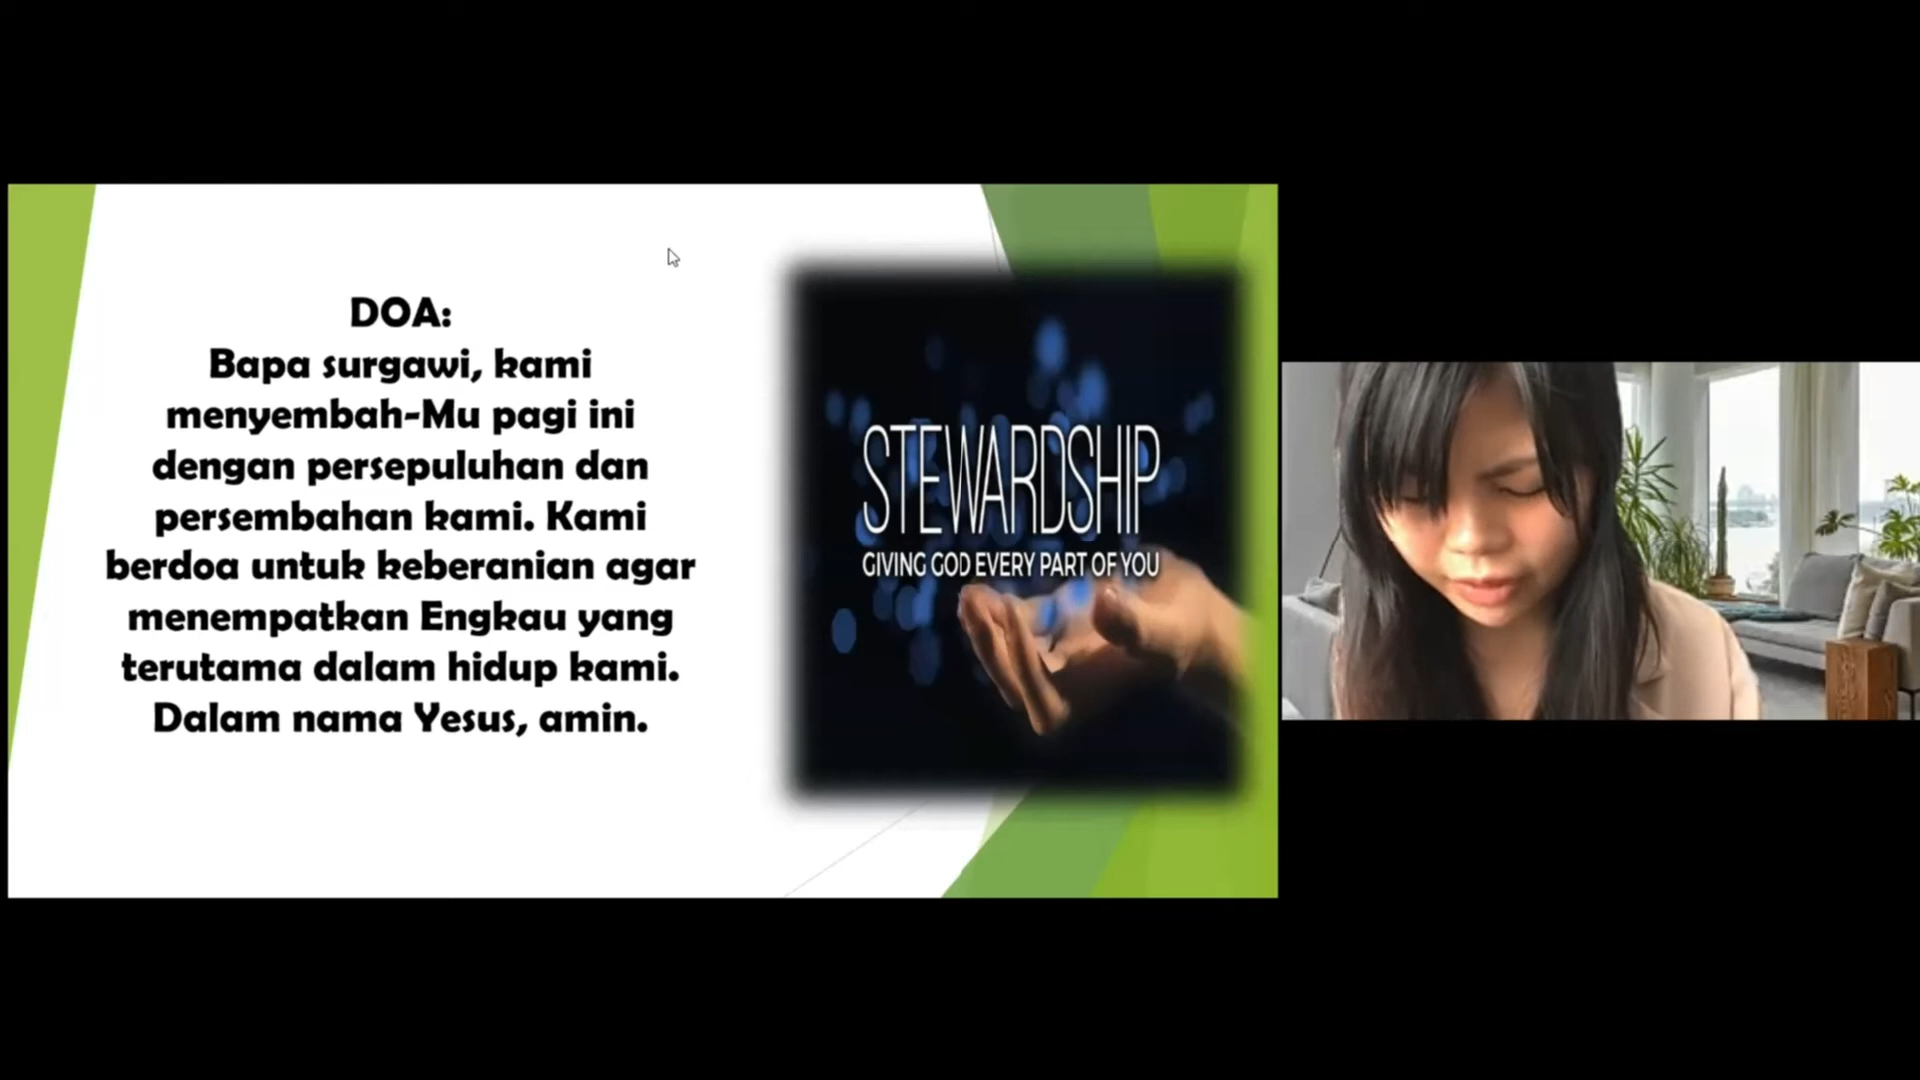 DOA:
Bapa surgawi, kami
menyembah-Mu pagi ini
dengan persepuluhan dan
persembahan kami. Kami
berdoa untuk keberanian agar
menempatkan Engkau yang
terutama dalam hidup kami.
Dalam nama Yesus, amin.
STEWARDSHIP
GIVING GOD EVERY PART OF YOU